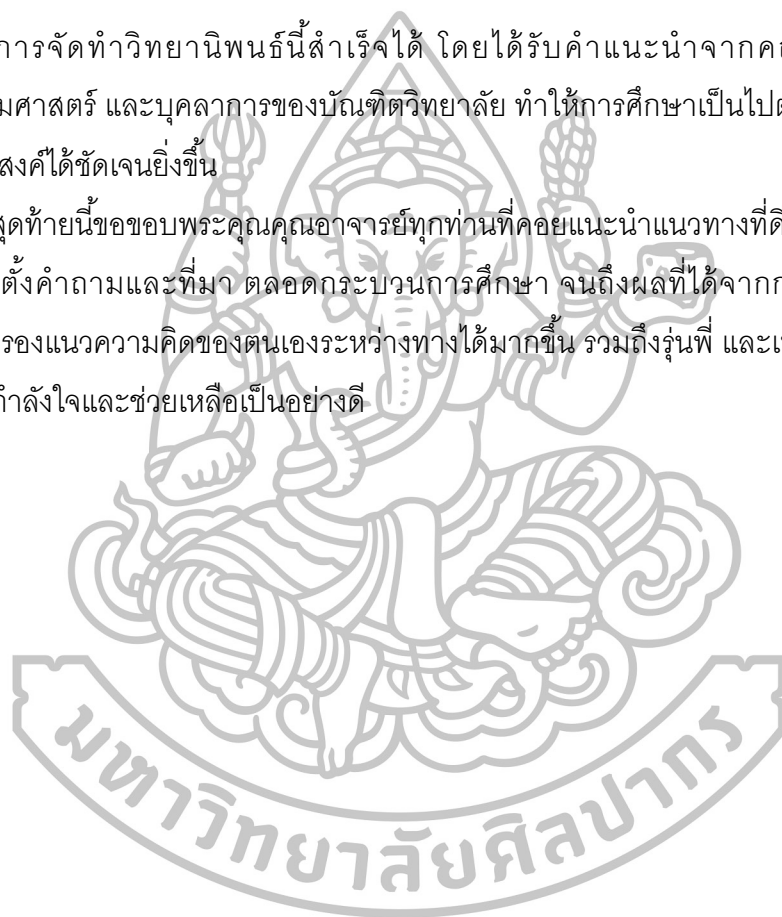 การจัดทำวิทยานิพนธ์นี้สำเร็จได้ โดยได้รับคำแนะนำจาก
มศาสตร์ และบุคลาการของบัณฑิตวิทยาลัย ทำให้การศึกษาเป็นไป
สงค์ได้ชัดเจนยิ่งขึ้น
สุดท้ายนี้ขอขอบพระคุณคุณอาจารย์ทุกท่านที่คอยแนะนำแนวทางที่
ตั้งคำถามและที่มา ตลอดกระบวนการศึกษา จนถึงผลที่ได้จาก
รองแนวความคิดของตนเองระหว่างทางได้มากขึ้น รวมถึงรุ่นพี่ และ
กำลังใจและช่วยเหลือเป็นอย่างดี
มหาวิทยาลัยศิลปากร